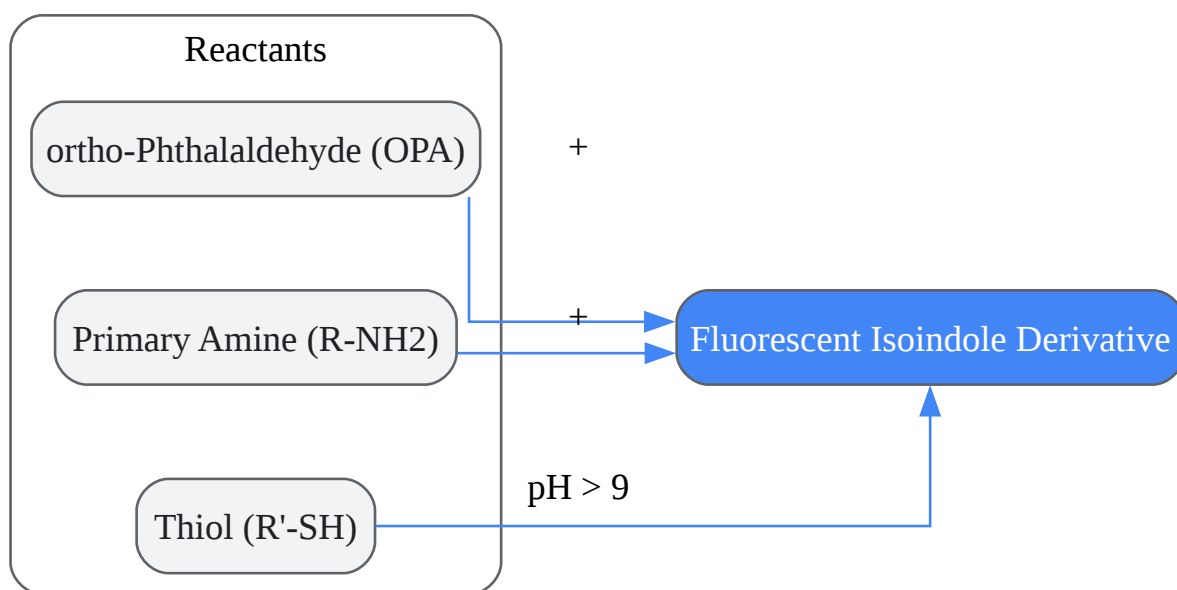 Reactants
ortho-Phthalaldehyde (OPA)
+
Primary Amine (R-NH2)
+
Fluorescent Isoindole Derivative
pH > 9
Thiol (R'-SH)